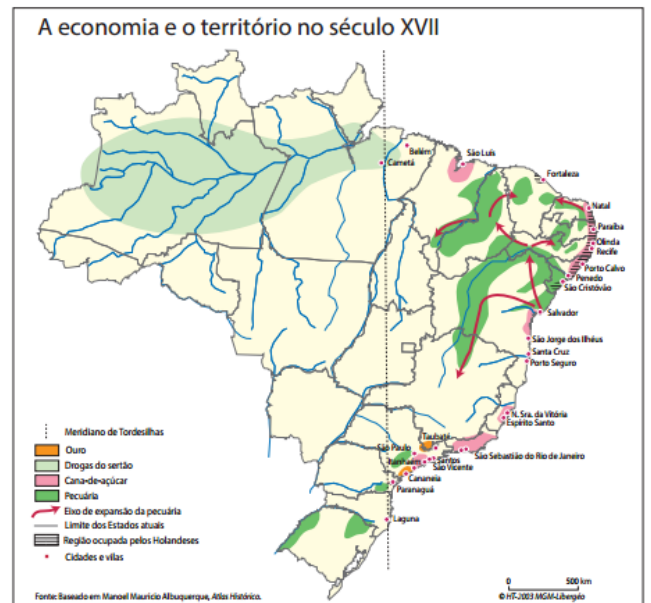 A economia e o território no século XVII
Belém
São Luís
Cametá
Fortaleza
Natal
Paraíba
Olinda
Recife
Porto Calvo
Penedo
São Cristóvão
Salvador
São Jorge dos Ilhéus
Santa Cruz
Porto Seguro
N. Sra. da Vitória
Espírito Santo
Taubaté
São Paulo
São Sebastião do Rio de Janeiro
Itanhaém
Santos
São Vicente
Cananeia
Paranaguá
Laguna
Meridiano de Tordesilhas
Ouro
Drogas do sertão
Cana-de-açúcar
Pecuária
Eixo de expansão da pecuária
Limite dos Estados atuais
Região ocupada pelos Holandeses
Cidades e vilas
0 500 km
Fonte: Baseado em Manoel Mauricio Albuquerque, Atlas Histórico.
© HT-2003 MGM-Libergéo